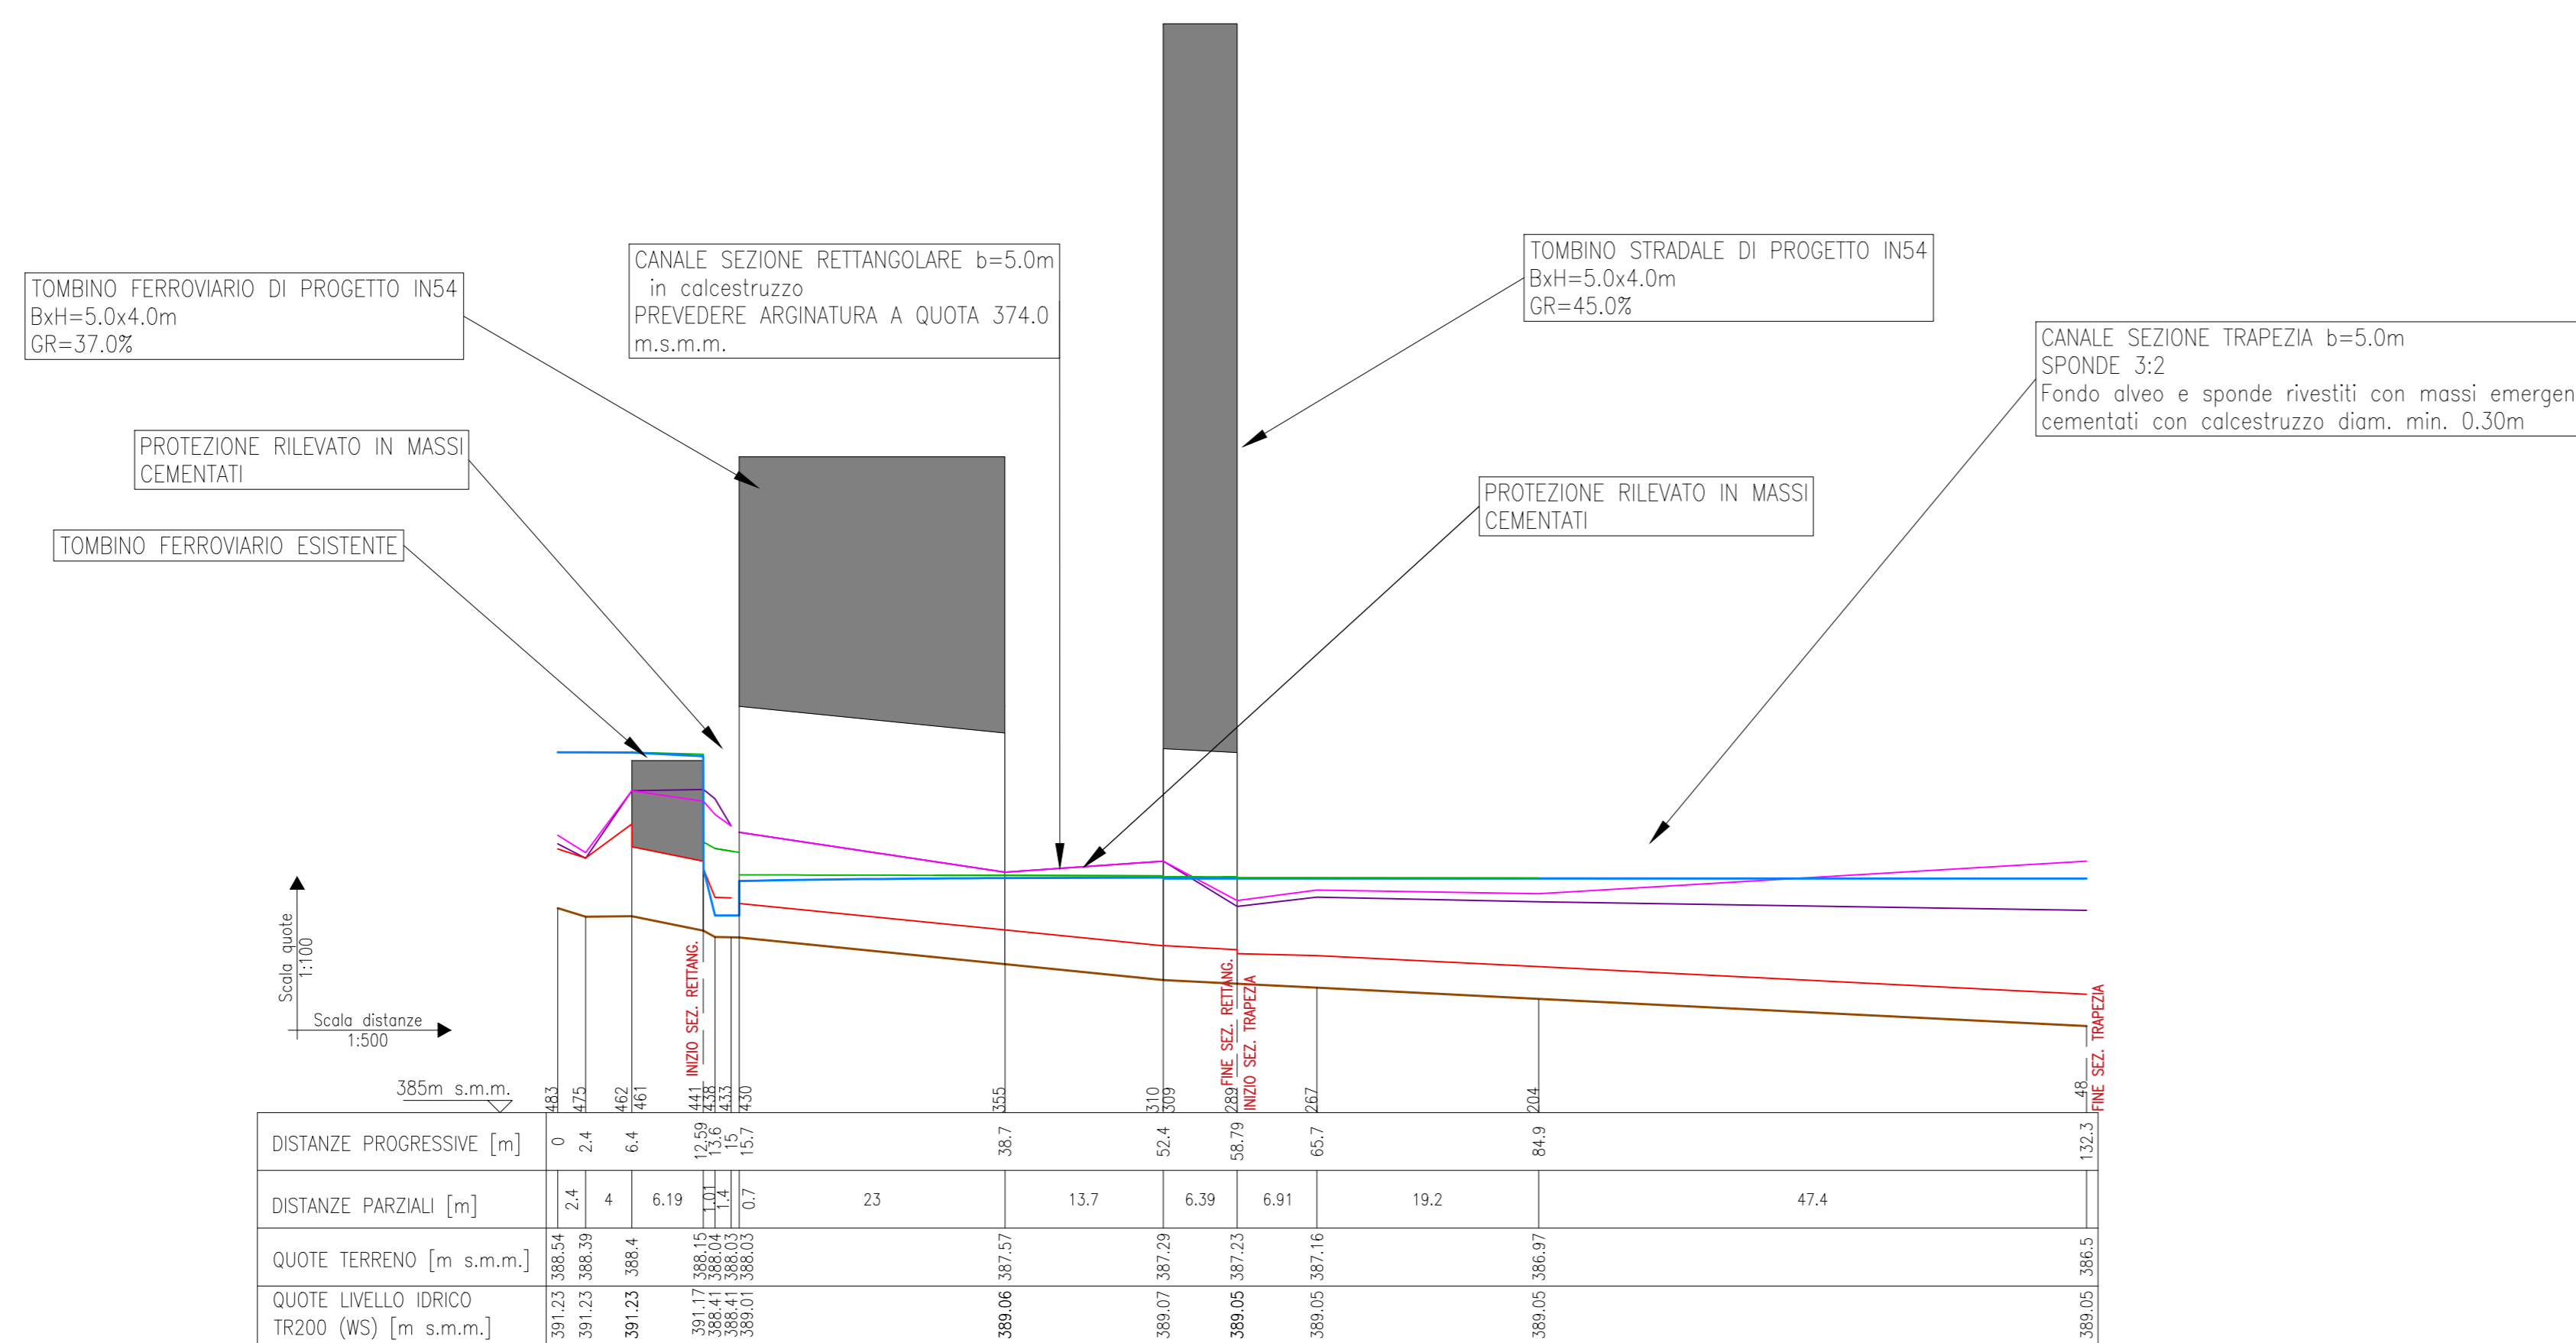 TOMBINO FERROVIARIO DI PROGETTO IN54
BxH=5.0x4.0m
GR=37.0%
CANALE SEZIONE RETTANGOLARE b=5.0m
in calcestruzzo
PREVEDERE ARGINATURA A QUOTA 374.0
m.s.m.m.
TOMBINO STRADALE DI PROGETTO IN54
BxH=5.0x4.0m
GR=45.0%
CANALE SEZIONE TRAPEZIA b=5.0m
SPONDE 3:2
Fondo alveo e sponde rivestiti con massi emergen
cementati con calcestruzzo diam. min. 0.30m
PROTEZIONE RILEVATO IN MASSI
CEMENTATI
PROTEZIONE RILEVATO IN MASSI
CEMENTATI
TOMBINO FERROVIARIO ESISTENTE
Scala quote
1:100
Scala distanze
1:500
INIZIO SEZ. RETTANG.
FINE SEZ. RETTANG.
INIZIO SEZ. TRAPEZIA
FINE SEZ. TRAPEZIA
385m s.m.m.
483 475 462 461 441 438 433 430 355 310 309 289 267 204 48
DISTANZE PROGRESSIVE [m] 0 2.4 6.4 12.59 13.6 15 15.7 38.7 52.4 58.79 65.7 84.9 132.3
DISTANZE PARZIALI [m] 2.4 4 6.19 1.01 1.4 0.7 23 13.7 6.39 6.91 19.2 47.4
QUOTE TERRENO [m s.m.m.] 388.54 388.39 388.4 388.15 388.04 388.03 388.03 387.57 387.29 387.23 387.16 386.97 386.5
QUOTE LIVELLO IDRICO
TR200 (WS) [m s.m.m.] 391.23 391.23 391.23 391.17 388.41 388.41 389.01 389.06 389.07 389.05 389.05 389.05 389.05